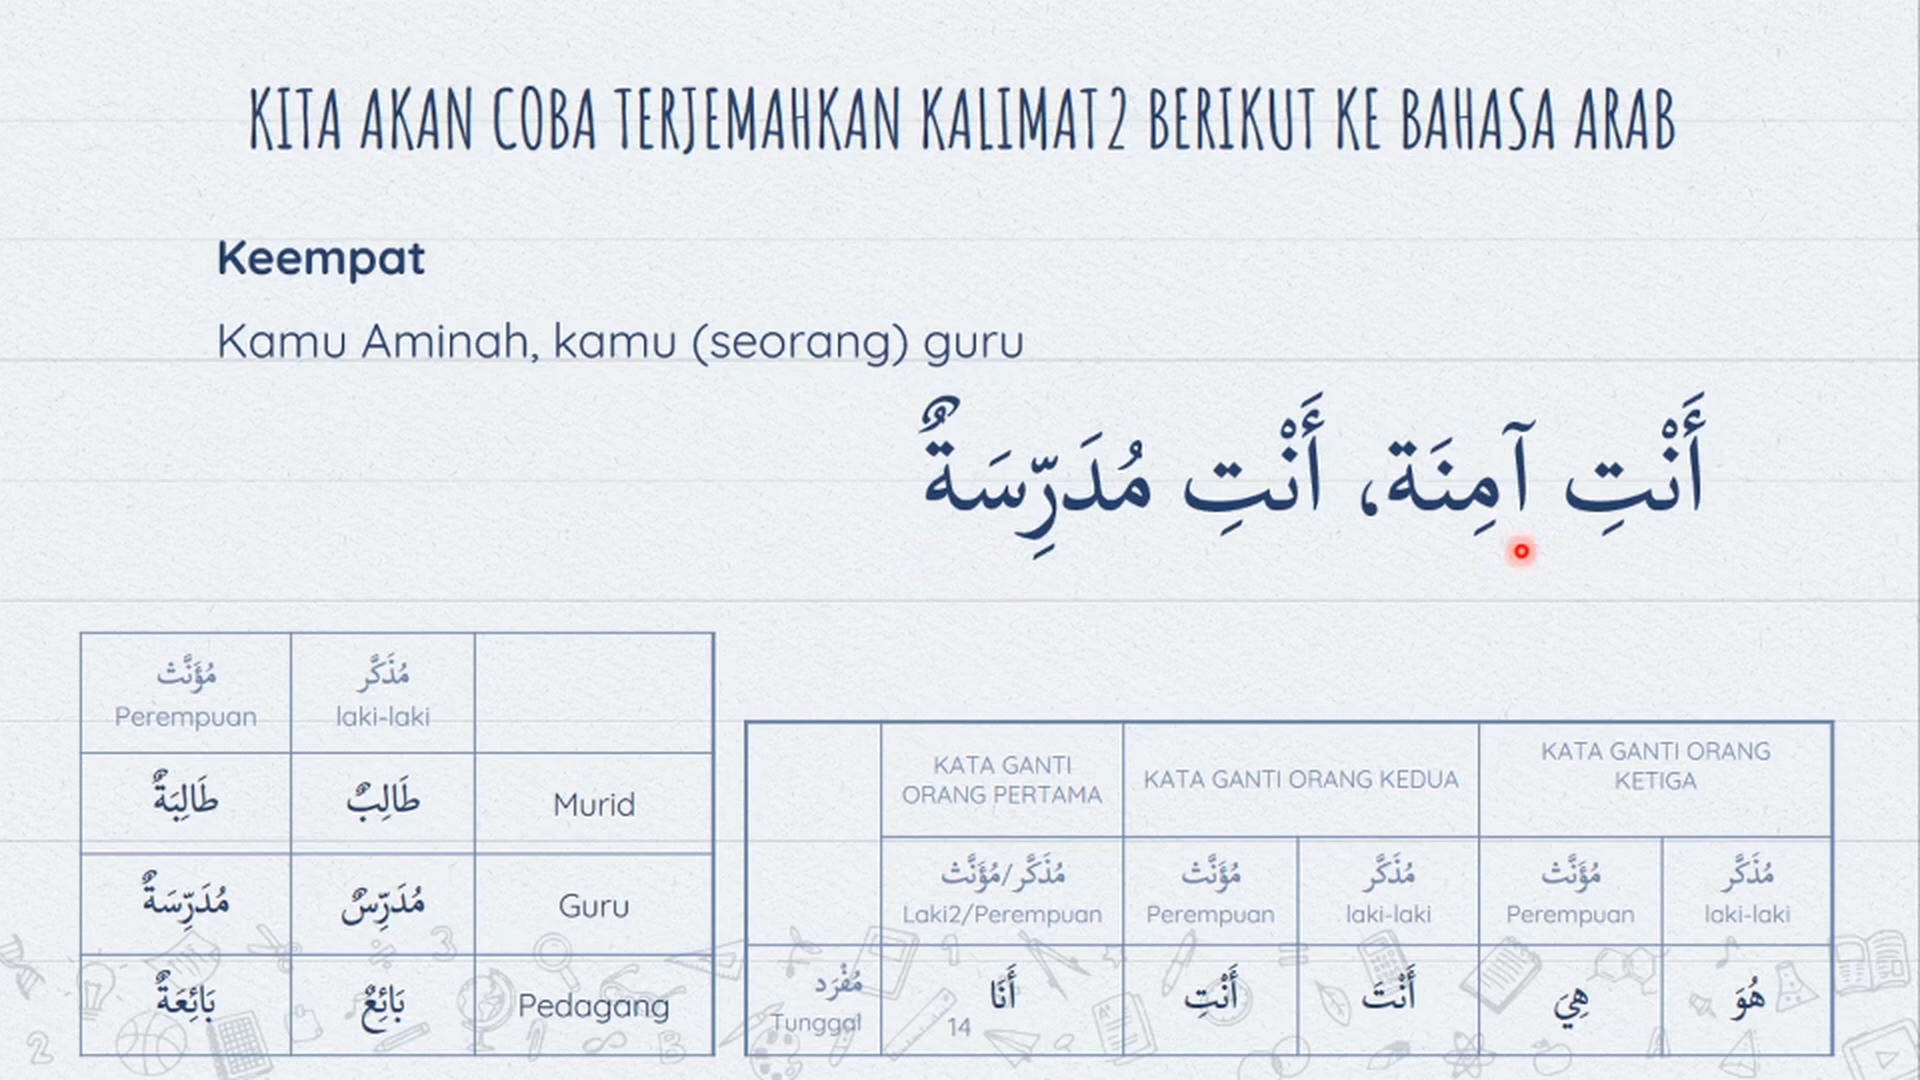 KITA AKAN COBA TERJEMAHKAN KALIMAT2 BERIKUT KE BAHASA ARAB
Keempat
Kamu Aminah, kamu (seorang) guru
أَنْتِ آمِنَة، أَنْتِ مُدَرِّسَةٌ
مُؤَنَّث
Perempuan
مُذَكَّر
laki-laki
طَالِبَةٌ
طَالِبٌ
Murid
مُدَرِّسَةٌ
مُدَرِّسٌ
Guru
بَائِعَةٌ
بَائِعٌ
Pedagang
KATA GANTI
ORANG PERTAMA
KATA GANTI ORANG KEDUA
KATA GANTI ORANG
KETIGA
مُذَكَّر/مُؤَنَّث
Laki2/Perempuan
مُؤَنَّث
Perempuan
مُذَكَّر
laki-laki
مُؤَنَّث
Perempuan
مُذَكَّر
laki-laki
مُفْرَد
Tunggal
أَنَا
أَنْتِ
أَنْتَ
هِيَ
هُوَ
14